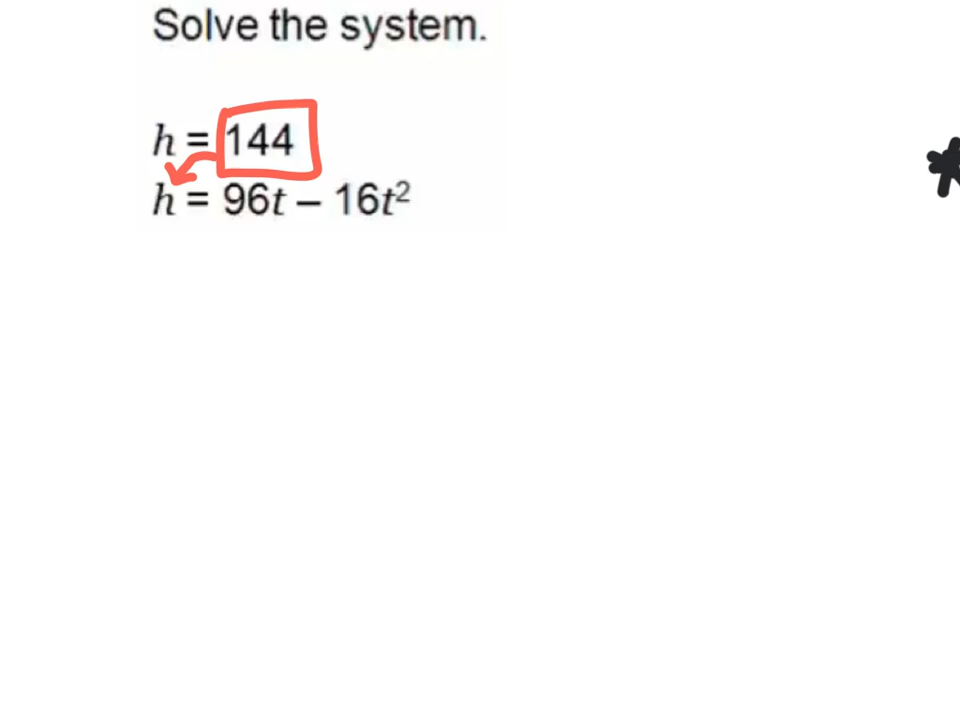 Solve the system.
h = 144
h = 96t – 16t²